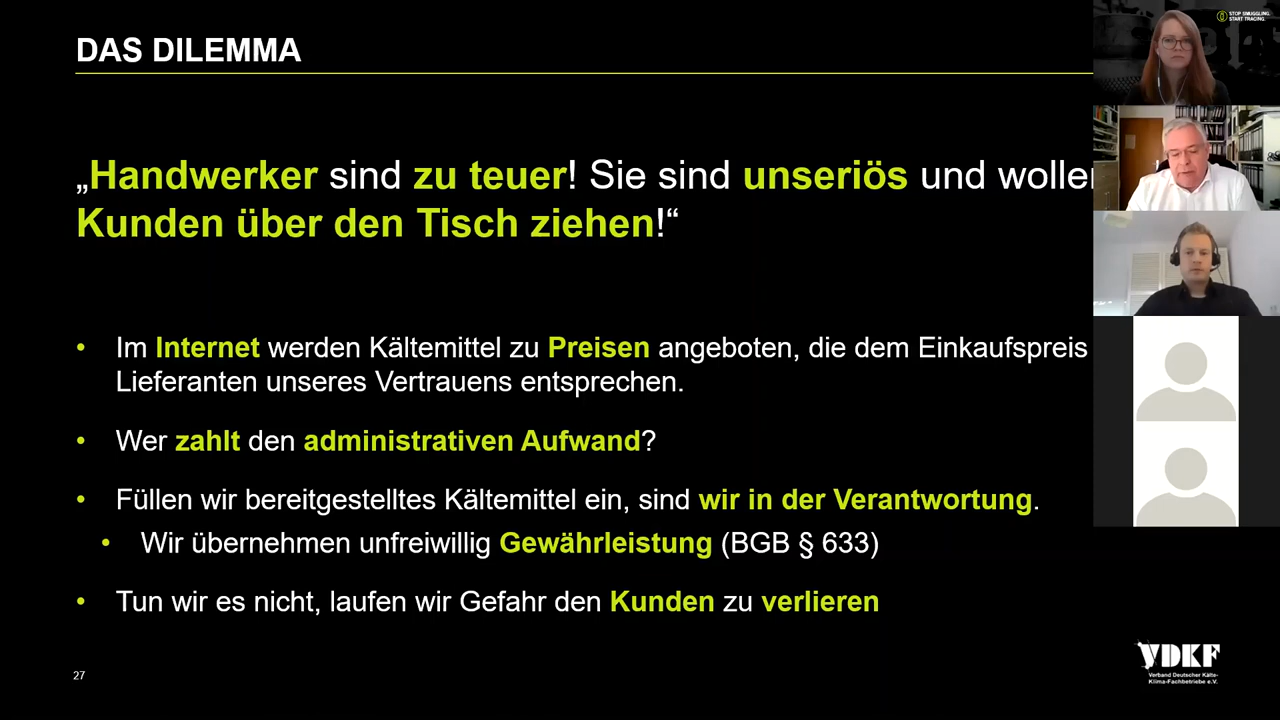 DAS DILEMMA
STOP SMUGGLING.
START TRACING.
„Handwerker sind zu teuer! Sie sind unseriös und wollen
Kunden über den Tisch ziehen!“
• Im Internet werden Kältemittel zu Preisen angeboten, die dem Einkaufspreis
Lieferanten unseres Vertrauens entsprechen.
• Wer zahlt den administrativen Aufwand?
• Füllen wir bereitgestelltes Kältemittel ein, sind wir in der Verantwortung.
• Wir übernehmen unfreiwillig Gewährleistung (BGB § 633)
• Tun wir es nicht, laufen wir Gefahr den Kunden zu verlieren
27
VDKF
Verband Deutscher Kälte-
Klima-Fachbetriebe e.V.